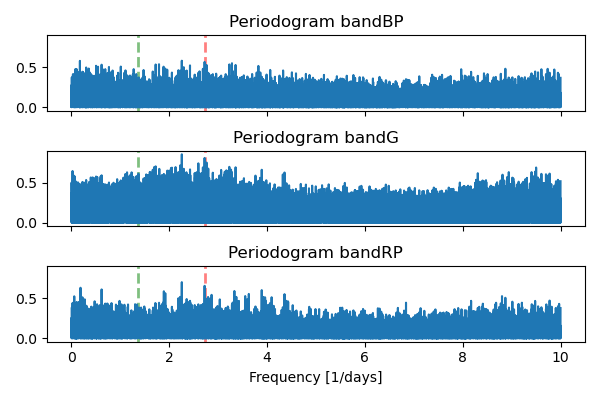 Periodogram bandBP
0.5
0.0
Periodogram bandG
0.5
0.0
Periodogram bandRP
0.5
0.0
0 2 4 6 8 10
Frequency [1/days]